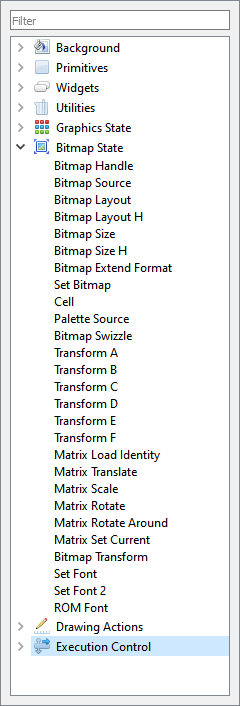 Filter
Background
Primitives
Widgets
Utilities
Graphics State
Bitmap State
Bitmap Handle
Bitmap Source
Bitmap Layout
Bitmap Layout H
Bitmap Size
Bitmap Size H
Bitmap Extend Format
Set Bitmap
Cell
Palette Source
Bitmap Swizzle
Transform A
Transform B
Transform C
Transform D
Transform E
Transform F
Matrix Load Identity
Matrix Translate
Matrix Scale
Matrix Rotate
Matrix Rotate Around
Matrix Set Current
Bitmap Transform
Set Font
Set Font 2
ROM Font
Drawing Actions
Execution Control